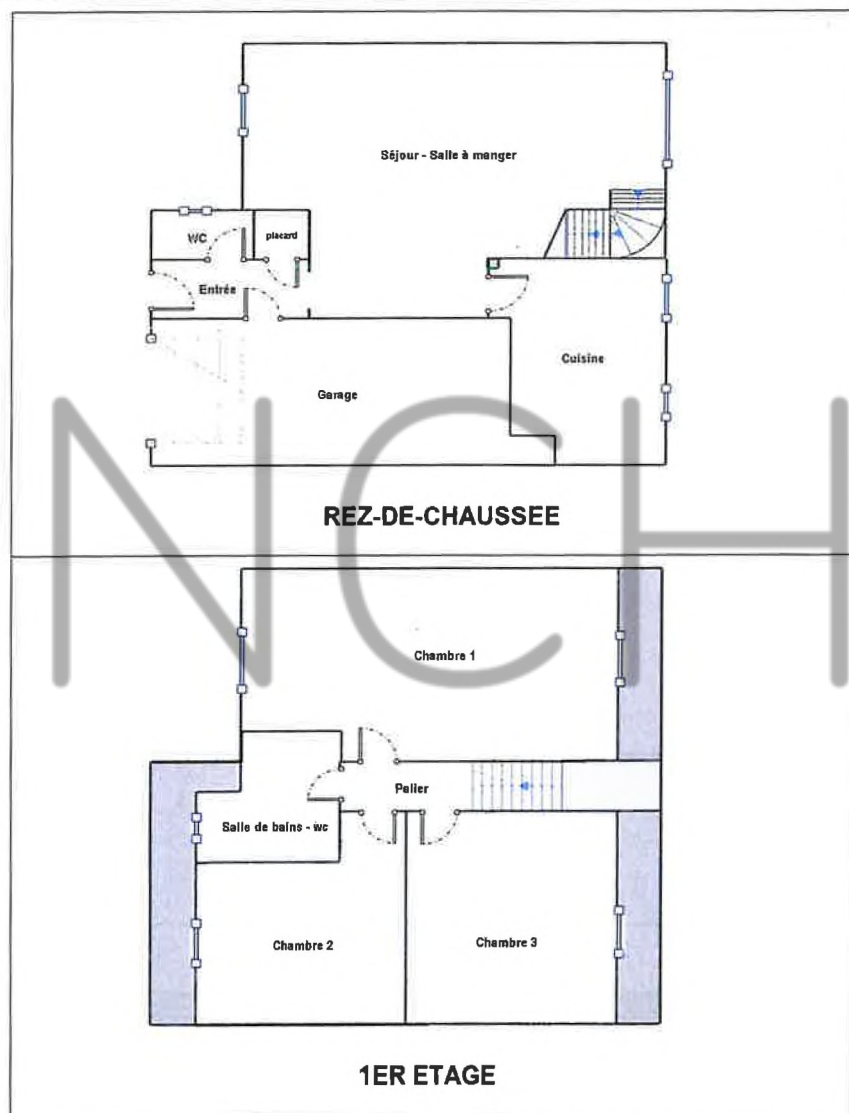 Séjour - Salle à manger
WC
placard
Entrée
Cuisine
Garage
REZ-DE-CHAUSSEE
NCH
Chambre 1
Palier
Salle de bains - wc
Chambre 2
Chambre 3
1ER ETAGE